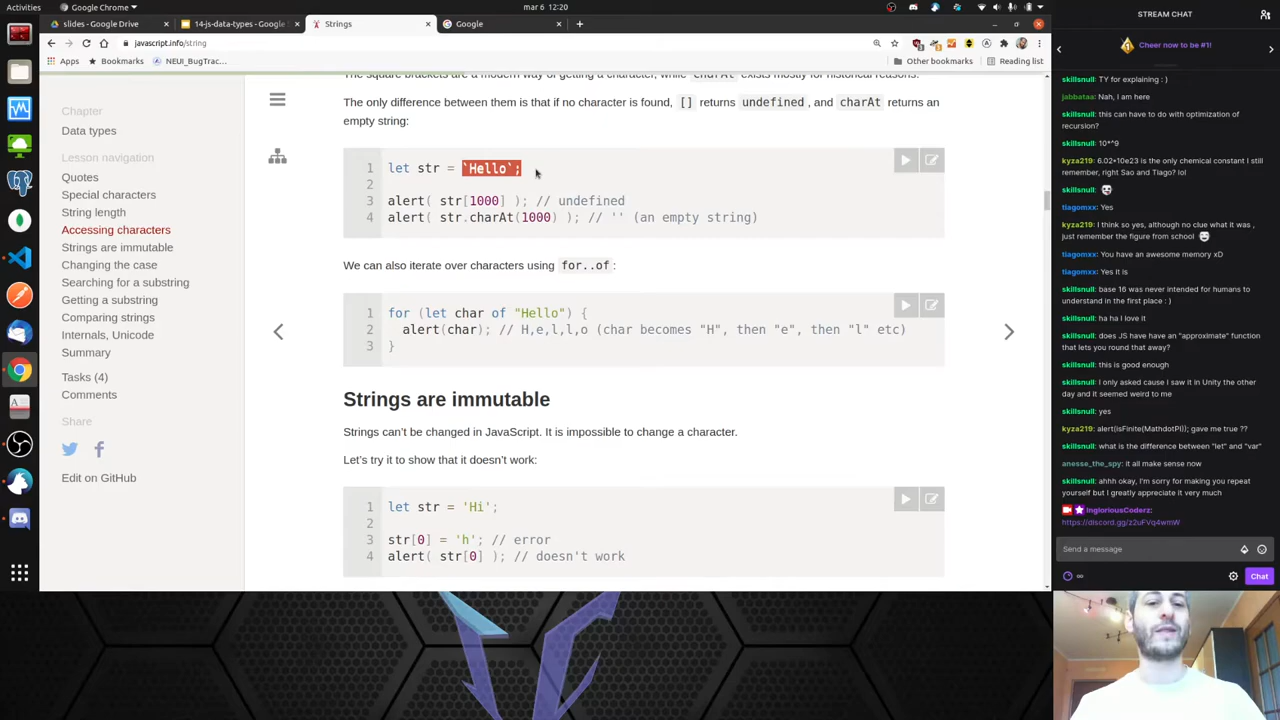 Activities
Google Chrome
mar 6 12:20
slides - Google Drive
14-js-data-types - Google S
Strings
Google
javascript.info/string
Apps
Bookmarks
NEUI_BugTrac...
Other bookmarks
Reading list
Chapter
Data types
Lesson navigation
Quotes
Special characters
String length
Accessing characters
Strings are immutable
Changing the case
Searching for a substring
Getting a substring
Comparing strings
Internals, Unicode
Summary
Tasks (4)
Comments
Share
Edit on GitHub
The square brackets are a modern way of getting a character, while charAt exists mostly for historical reasons.
The only difference between them is that if no character is found, [] returns undefined, and charAt returns an
empty string:
1 let str = `Hello`;
2
3 alert( str[1000] ); // undefined
4 alert( str.charAt(1000) ); // '' (an empty string)
We can also iterate over characters using for..of:
1 for (let char of "Hello") {
2 alert(char); // H,e,l,l,o (char becomes "H", then "e", then "l" etc)
3 }
Strings are immutable
Strings can't be changed in JavaScript. It is impossible to change a character.
Let's try it to show that it doesn't work:
1 let str = 'Hi';
2
3 str[0] = 'h'; // error
4 alert( str[0] ); // doesn't work
STREAM CHAT
Cheer now to be #1!
skillsnull: TY for explaining : )
jabbataa: Nah, I am here
skillsnull: this can have to do with optimization of
recursion?
skillsnull: 10*^9
kyza219: 6.02*10e23 is the only chemical constant I still
remember, right Sao and Tiago? lol
skillsnull:
tiagomxx: Yes
kyza219: I think so yes, although no clue what it was ,
just remember the figure from school
tiagomxx: You have an awesome memory xD
tiagomxx: Yes it is
skillsnull: base 16 was never intended for humans to
understand in the first place : )
skillsnull: ha ha I love it
skillsnull: does JS have have an "approximate" function
that lets you round that away?
skillsnull: this is good enough
skillsnull: I only asked cause I saw it in Unity the other
day and it seemed weird to me
skillsnull: yes
kyza219: alert(isFinite(MathdotPI)); gave me true ??
skillsnull: what is the difference between "let" and "var"
anesse_the_spy: it all make sense now
skillsnull: ahhh okay, I'm sorry for making you repeat
yourself but I greatly appreciate it very much
ingloriousCoderz:
https://discord.gg/z2uFVq4wmW
Send a message
Chat